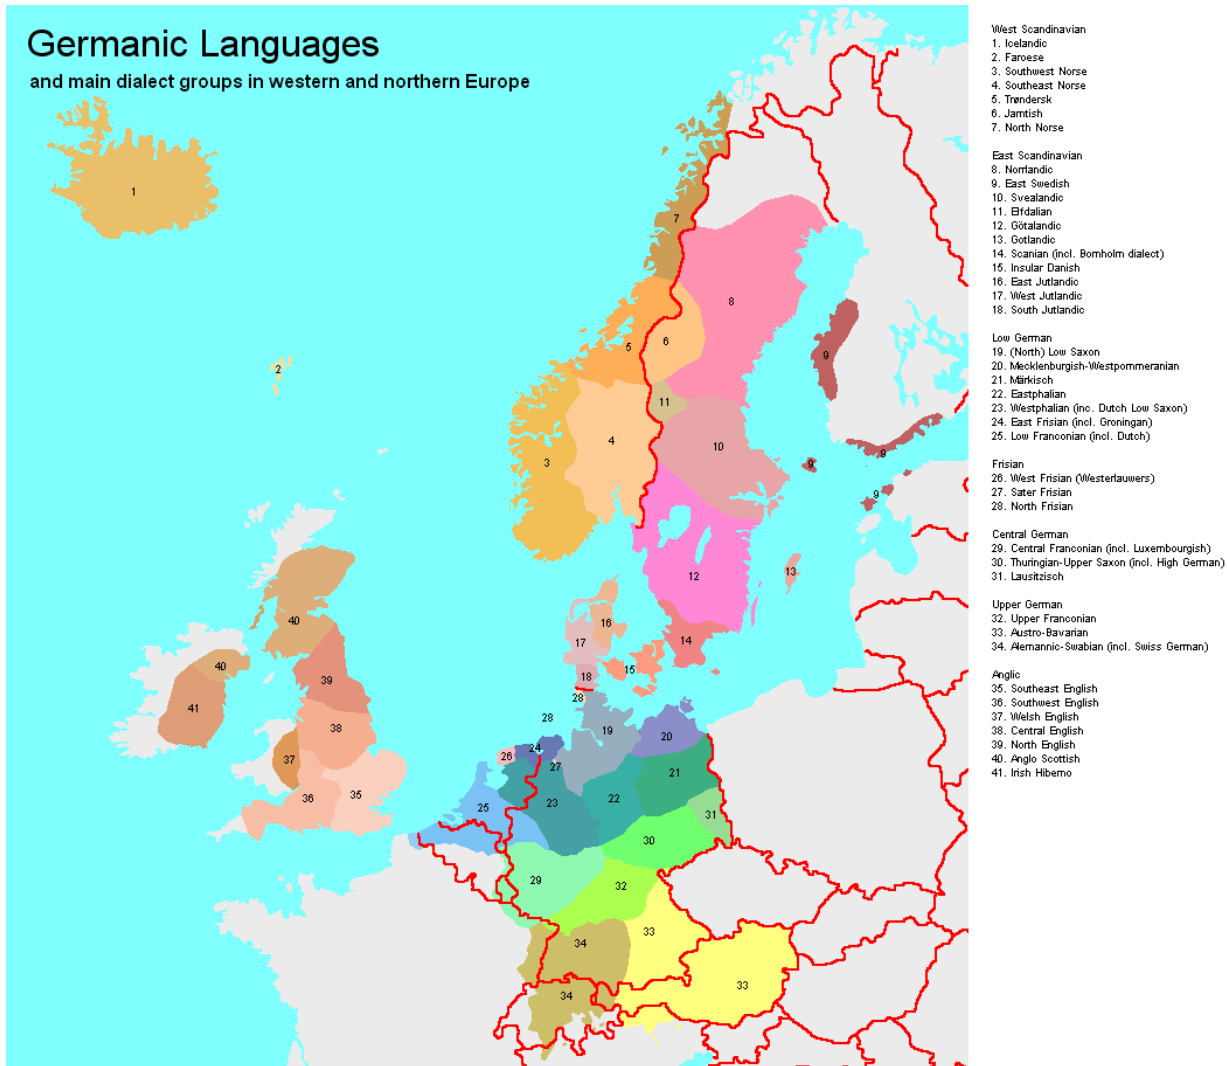 Germanic Languages
and main dialect groups in western and northern Europe
West Scandinavian
1. Icelandic
2. Faroese
3. Southwest Norse
4. Southeast Norse
5. Trøndersk
6. Jamtish
7. North Norse
East Scandinavian
8. Norrlandic
9. East Swedish
10. Svealandic
11. Elfdalian
12. Götalandic
13. Gotlandic
14. Scanian (incl. Bornholm dialect)
15. Insular Danish
16. East Jutlandic
17. West Jutlandic
18. South Jutlandic
Low German
19. (North) Low Saxon
20. Mecklenburgish-Westpommeranian
21. Märkisch
22. Eastphalian
23. Westphalian (inc. Dutch Low Saxon)
24. East Frisian (incl. Groningan)
25. Low Franconian (incl. Dutch)
Frisian
26. West Frisian (Westerlauwers)
27. Sater Frisian
28. North Frisian
Central German
29. Central Franconian (incl. Luxembourgish)
30. Thuringian-Upper Saxon (incl. High German)
31. Lausitzisch
Upper German
32. Upper Franconian
33. Austro-Bavarian
34. Alemannic-Swabian (incl. Swiss German)
Anglic
35. Southeast English
36. Southwest English
37. Welsh English
38. Central English
39. North English
40. Anglo Scottish
41. Irish Hiberno
1
7
8
2
5
6
9
11
4
10
3
9
9
9
12
13
40
16
17
14
40
15
18
39
28
41
28
38
19
20
24
26
37
27
21
36
35
25
23
22
31
30
29
32
33
34
33
34